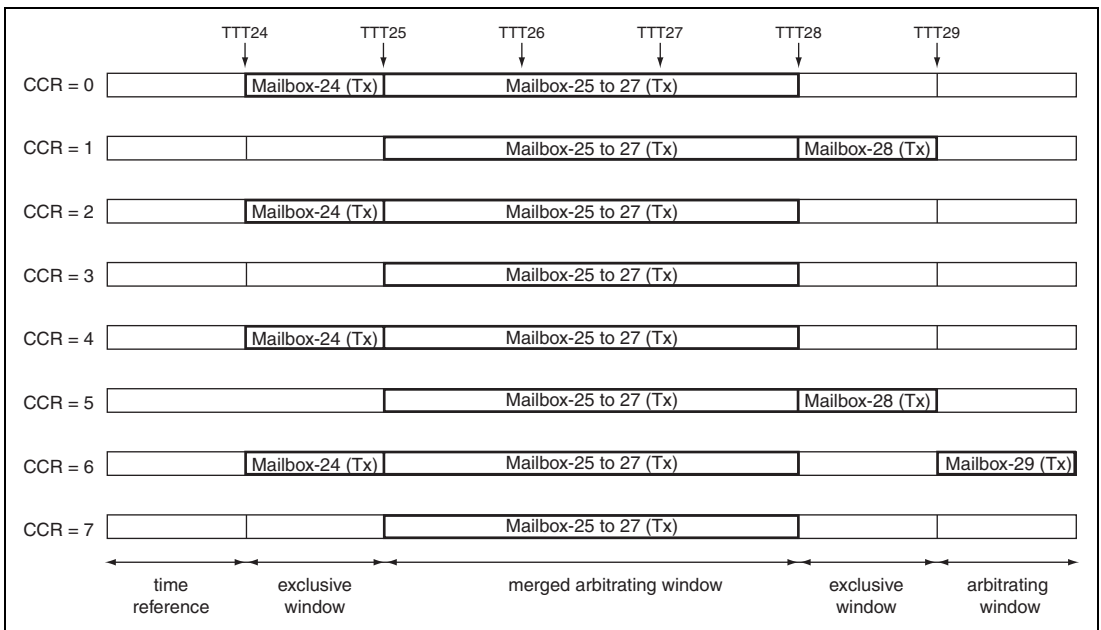 TTT24 TTT25 TTT26 TTT27 TTT28 TTT29
CCR = 0 Mailbox-24 (Tx) Mailbox-25 to 27 (Tx)
CCR = 1 Mailbox-25 to 27 (Tx) Mailbox-28 (Tx)
CCR = 2 Mailbox-24 (Tx) Mailbox-25 to 27 (Tx)
CCR = 3 Mailbox-25 to 27 (Tx)
CCR = 4 Mailbox-24 (Tx) Mailbox-25 to 27 (Tx)
CCR = 5 Mailbox-25 to 27 (Tx) Mailbox-28 (Tx)
CCR = 6 Mailbox-24 (Tx) Mailbox-25 to 27 (Tx) Mailbox-29 (Tx)
CCR = 7 Mailbox-25 to 27 (Tx)
time exclusive merged arbitrating window exclusive arbitrating
reference window window window